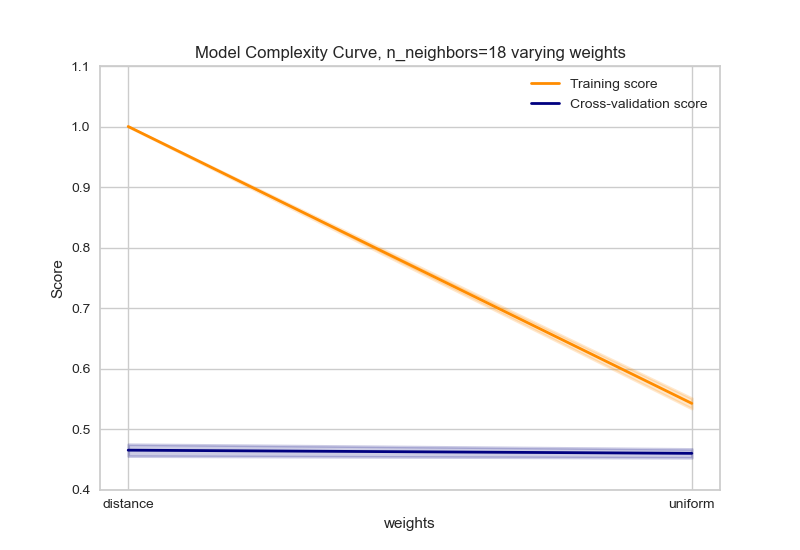 Model Complexity Curve, n_neighbors=18 varying weights
1.1
1.0
0.9
0.8
0.7
0.6
0.5
0.4
Score
Training score
Cross-validation score
distance
uniform
weights